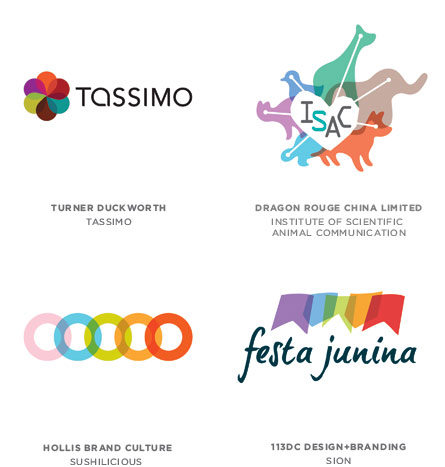 TASSIMO
ISAC
TURNER DUCKWORTH
TASSIMO
DRAGON ROUGE CHINA LIMITED
INSTITUTE OF SCIENTIFIC
ANIMAL COMMUNICATION
festa junina
HOLLIS BRAND CULTURE
SUSHILICIOUS
113DC DESIGN+BRANDING
SION